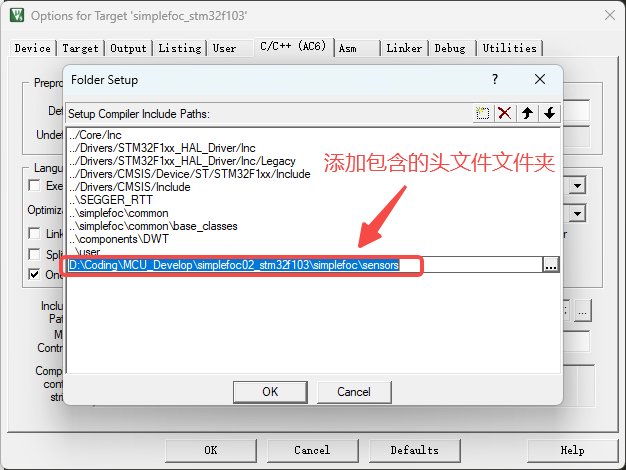 Options for Target 'simplefoc_stm32f103'
Device Target Output Listing User C/C++ (AC6) Asm Linker Debug Utilities
Folder Setup
Setup Compiler Include Paths:
../Core/Inc
../Drivers/STM32F1xx_HAL_Driver/Inc
../Drivers/STM32F1xx_HAL_Driver/Inc/Legacy
../Drivers/CMSIS/Device/ST/STM32F1xx/Include
../Drivers/CMSIS/Include
..\SEGGER_RTT
..\simplefoc\common
..\simplefoc\common\base_classes
..\components\DWT
..\user
D:\Coding\MCU_Develop\simplefoc02_stm32f103\simplefoc\sensors
...
添加包含的头文件文件夹
OK Cancel
Prepro
Def
Undef
Langu
Exe
Optimiza
Link
Spli
One
Inclu
Pat
...
M
Contr
Comp
cont
stri
OK Cancel Defaults Help